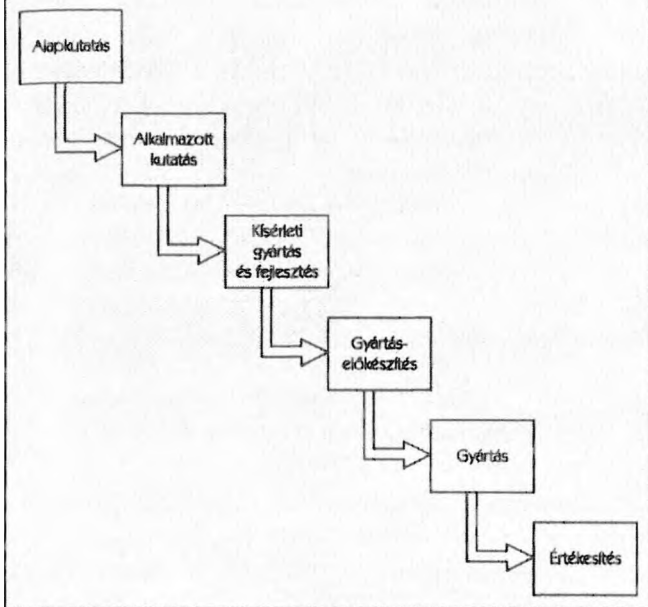 Alapkutatás
Alkalmazott
kutatás
Kísérleti
gyártás
és fejlesztés
Gyártás-
előkészítés
Gyártás
Értékesítés